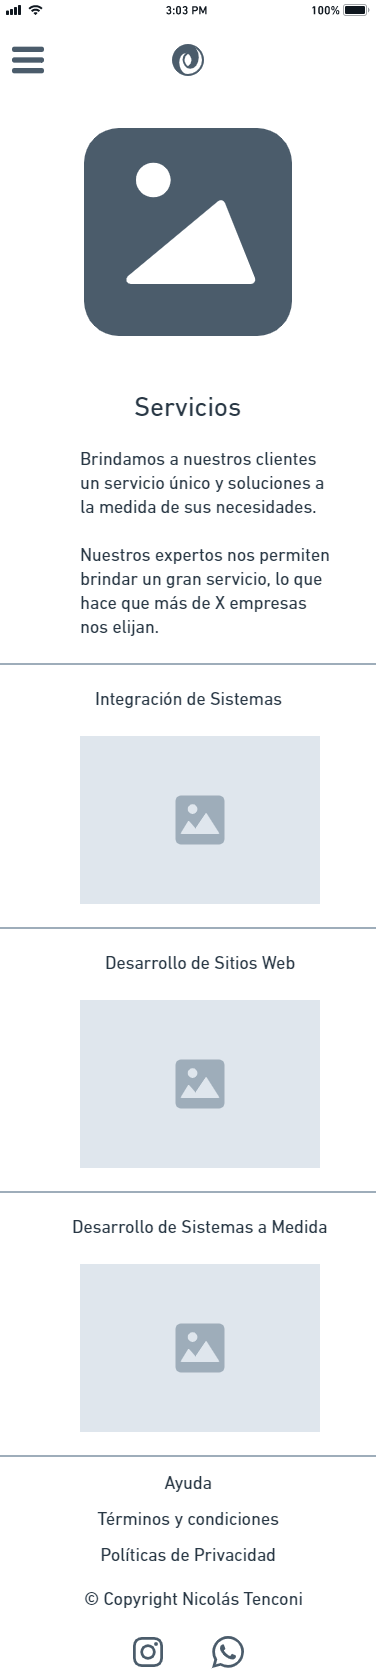 3:03 PM 100%
Servicios
Brindamos a nuestros clientes
un servicio único y soluciones a
la medida de sus necesidades.
Nuestros expertos nos permiten
brindar un gran servicio, lo que
hace que más de X empresas
nos elijan.
Integración de Sistemas
Desarrollo de Sitios Web
Desarrollo de Sistemas a Medida
Ayuda
Términos y condiciones
Políticas de Privacidad
© Copyright Nicolás Tenconi